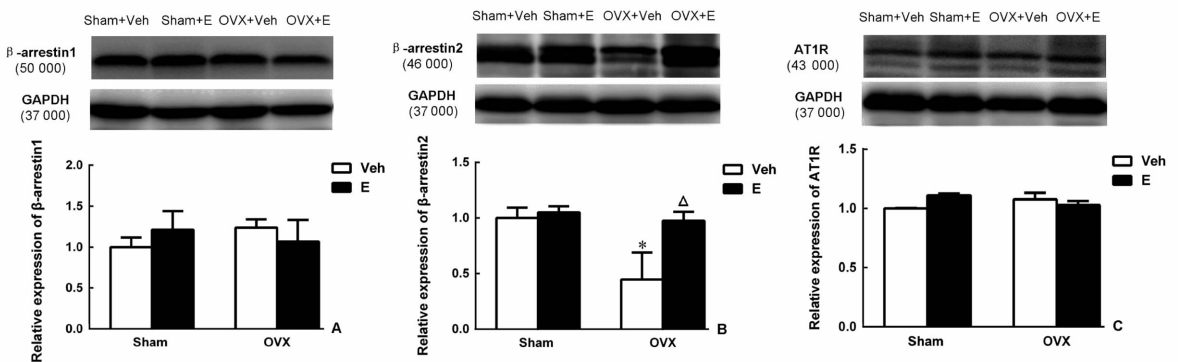 Sham+Veh Sham+E OVX+Veh OVX+E
β-arrestin1
(50 000)
GAPDH
(37 000)
Relative expression of β-arrestin1
2.0
1.5
1.0
0.5
0.0
Sham OVX
Veh
E
A
Sham+Veh Sham+E OVX+Veh OVX+E
β-arrestin2
(46 000)
GAPDH
(37 000)
Relative expression of β-arrestin2
1.5
1.0
0.5
0.0
*
Δ
Sham OVX
Veh
E
B
Sham+Veh Sham+E OVX+Veh OVX+E
AT1R
(43 000)
GAPDH
(37 000)
Relative expression of AT1R
1.5
1.0
0.5
0.0
Sham OVX
Veh
E
C